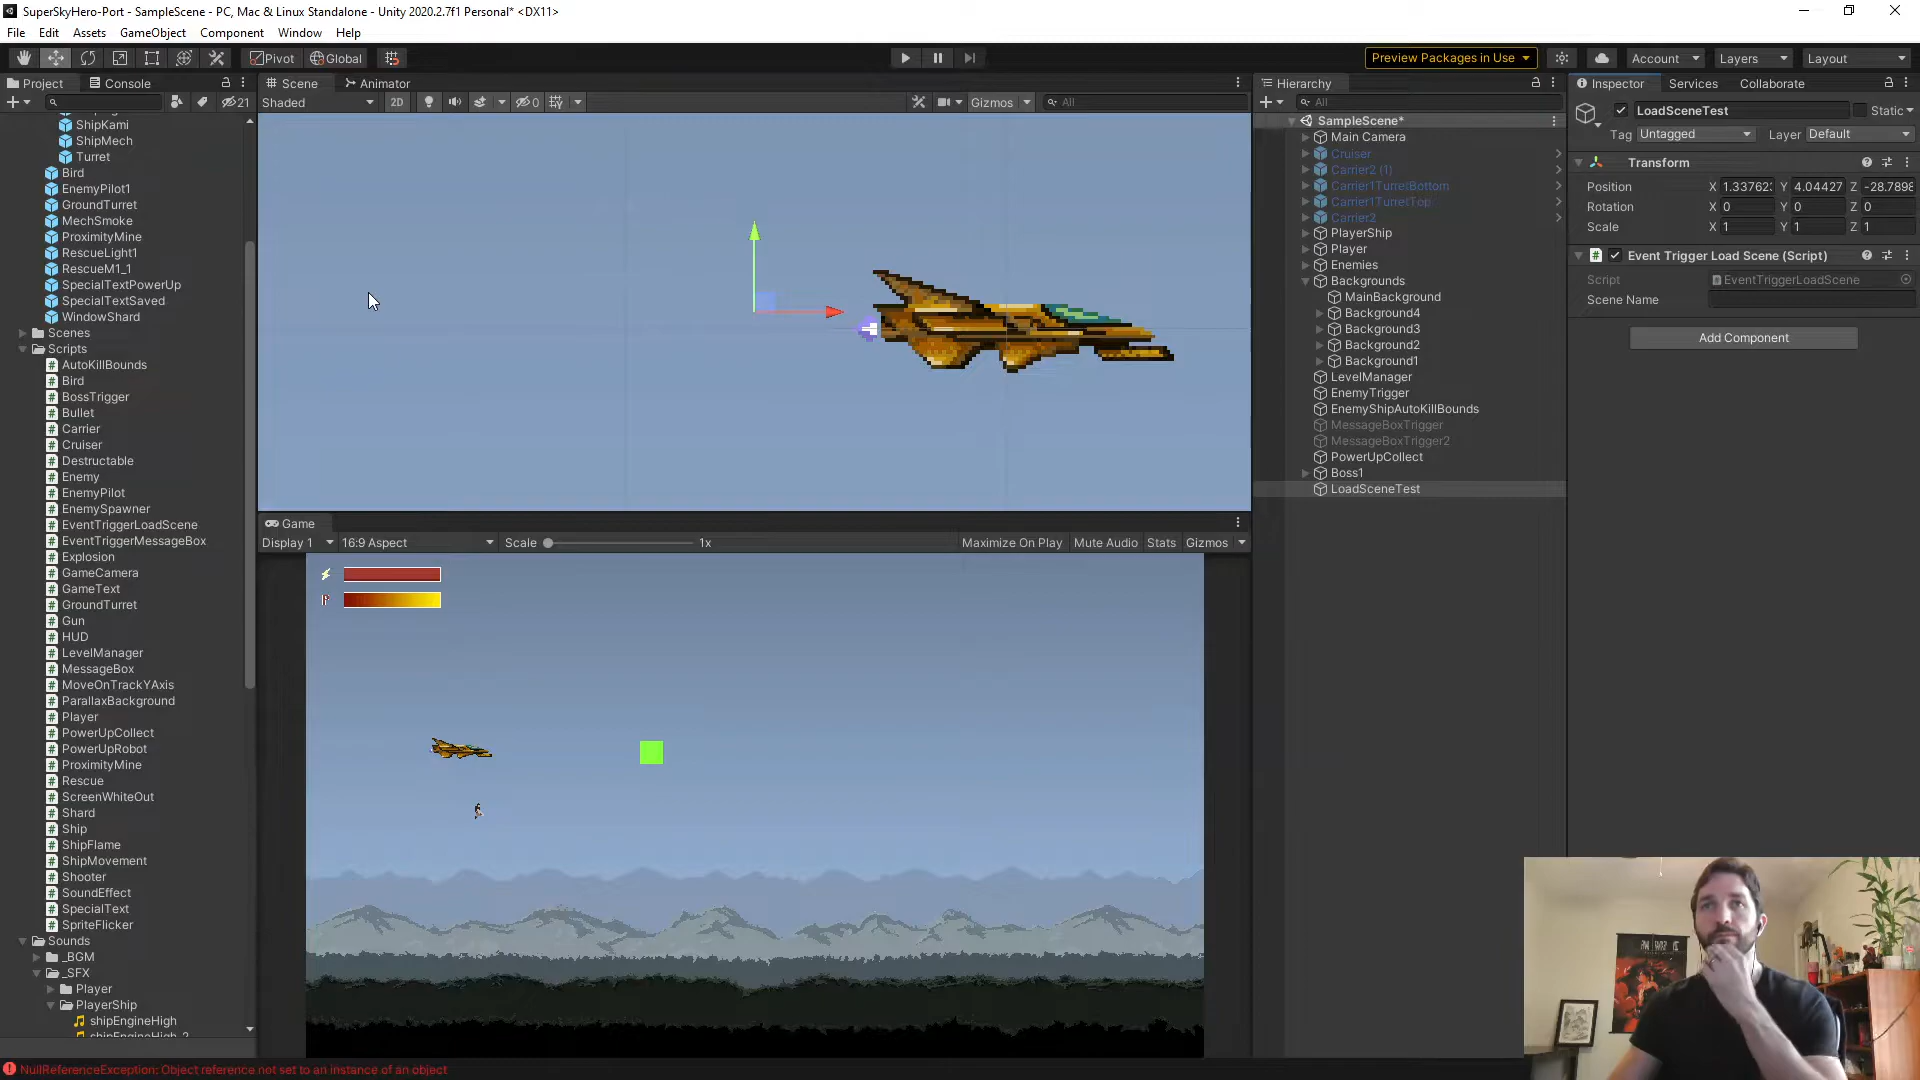 SuperSkyHero-Port - SampleScene - PC, Mac & Linux Standalone - Unity 2020.2.7f1 Personal* <DX11>
File Edit Assets GameObject Component Window Help
Pivot Global Preview Packages in Use Account Layers Layout
Project Console
21
ShipKami
ShipMech
Turret
Bird
EnemyPilot1
GroundTurret
MechSmoke
ProximityMine
RescueLight1
RescueM1_1
SpecialTextPowerUp
SpecialTextSaved
WindowShard
Scenes
Scripts
AutoKillBounds
Bird
BossTrigger
Bullet
Carrier
Cruiser
Destructable
Enemy
EnemyPilot
EnemySpawner
EventTriggerLoadScene
EventTriggerMessageBox
Explosion
GameCamera
GameText
GroundTurret
Gun
HUD
LevelManager
MessageBox
MoveOnTrackYAxis
ParallaxBackground
Player
PowerUpCollect
PowerUpRobot
ProximityMine
Rescue
ScreenWhiteOut
Shard
Ship
ShipFlame
ShipMovement
Shooter
SoundEffect
SpecialText
SpriteFlicker
Sounds
_BGM
_SFX
Player
PlayerShip
shipEngineHigh
shipEngineHigh 2
Scene Animator
Shaded 2D 0 Gizmos All
Game
Display 1 16:9 Aspect Scale 1x Maximize On Play Mute Audio Stats Gizmos
P
Hierarchy
All
SampleScene*
Main Camera
Cruiser
Carrier2 (1)
Carrier1TurretBottom
Carrier1TurretTop
Carrier2
PlayerShip
Player
Enemies
Backgrounds
MainBackground
Background4
Background3
Background2
Background1
LevelManager
EnemyTrigger
EnemyShipAutoKillBounds
MessageBoxTrigger
MessageBoxTrigger2
PowerUpCollect
Boss1
LoadSceneTest
Inspector Services Collaborate
LoadSceneTest Static
Tag Untagged Layer Default
Transform
Position X 1.33762 Y 4.04427 Z -28.7898
Rotation X 0 Y 0 Z 0
Scale X 1 Y 1 Z 1
Event Trigger Load Scene (Script)
Script EventTriggerLoadScene
Scene Name
Add Component
NullReferenceException: Object reference not set to an instance of an object